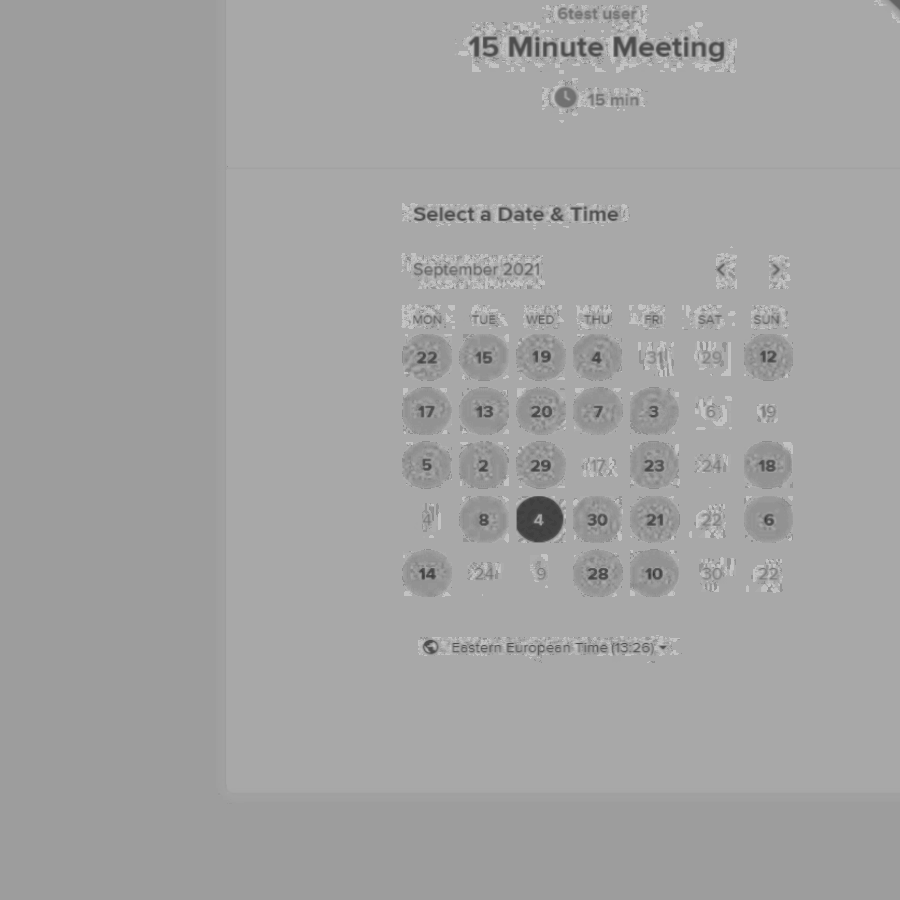 6test user
15 Minute Meeting
15 min
Select a Date & Time
September 2021
MON TUE WED THU FRI SAT SUN
22 15 19 4 31 29 12
17 13 20 7 3 6 19
5 2 29 17 23 24 18
4 8 4 30 21 22 6
14 24 9 28 10 30 22
Eastern European Time (13:26)